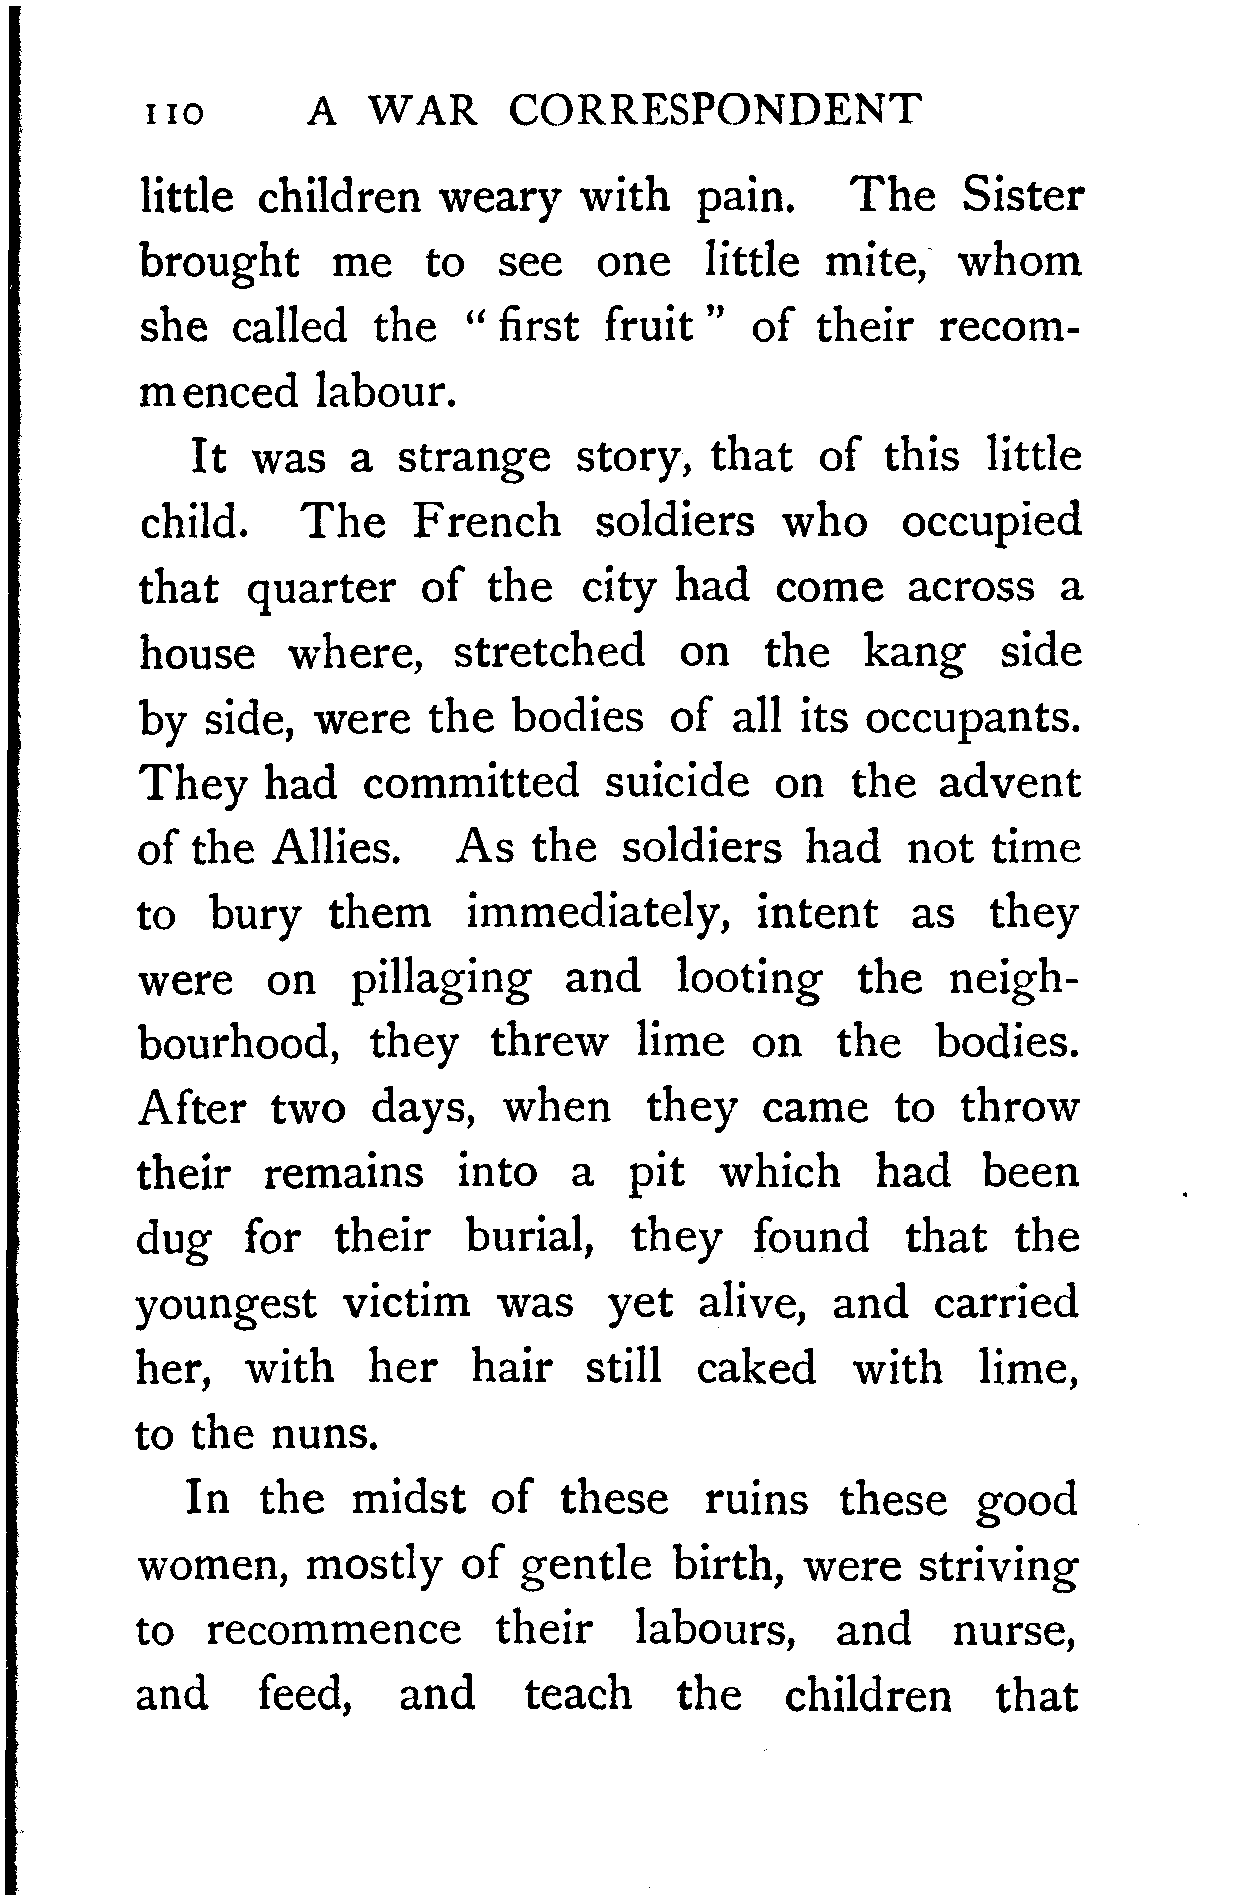 110 A WAR CORRESPONDENT
little children weary with pain. The Sister
brought me to see one little mite, whom
she called the “ first fruit ” of their recom-
menced labour.
It was a strange story, that of this little
child. The French soldiers who occupied
that quarter of the city had come across a
house where, stretched on the kang side
by side, were the bodies of all its occupants.
They had committed suicide on the advent
of the Allies. As the soldiers had not time
to bury them immediately, intent as they
were on pillaging and looting the neigh-
bourhood, they threw lime on the bodies.
After two days, when they came to throw
their remains into a pit which had been
dug for their burial, they found that the
youngest victim was yet alive, and carried
her, with her hair still caked with lime,
to the nuns.
In the midst of these ruins these good
women, mostly of gentle birth, were striving
to recommence their labours, and nurse,
and feed, and teach the children that